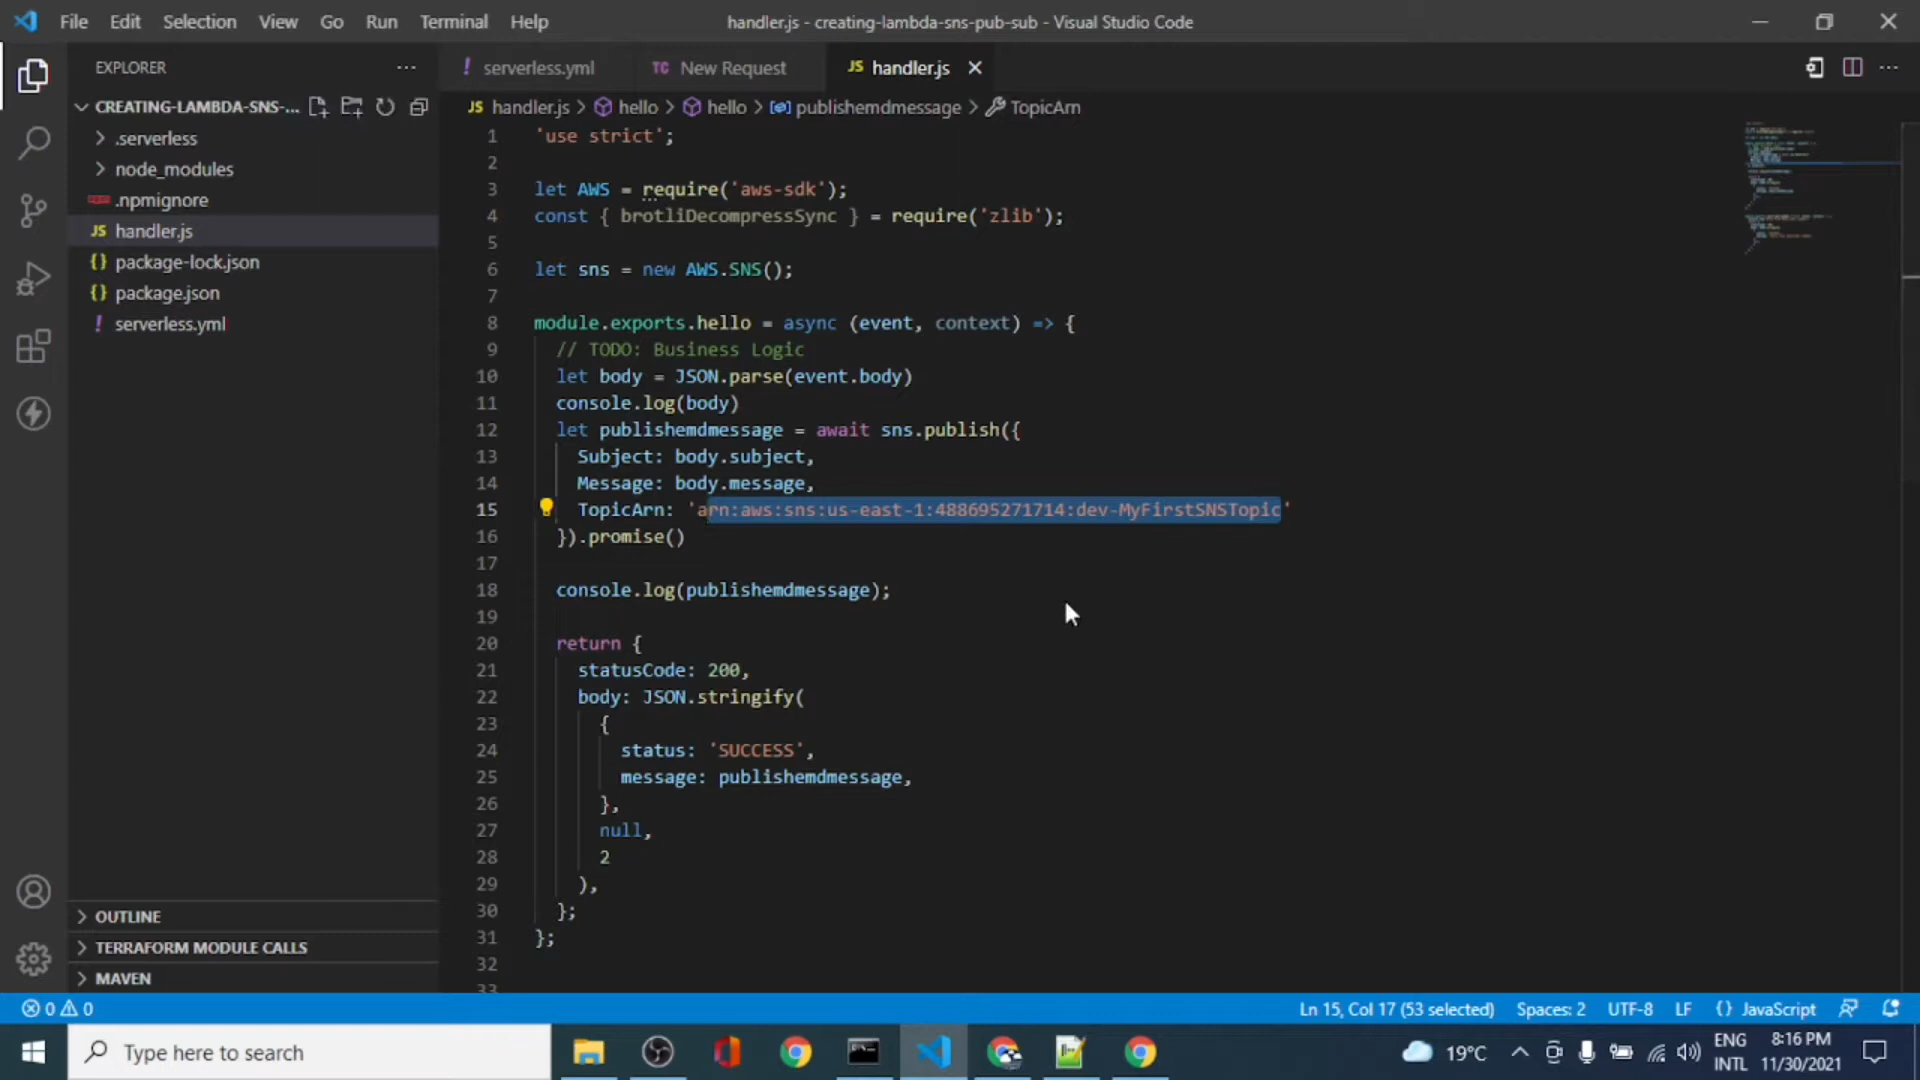 File Edit Selection View Go Run Terminal Help
handler.js - creating-lambda-sns-pub-sub - Visual Studio Code
EXPLORER
CREATING-LAMBDA-SNS-...
.serverless
node_modules
.npmignore
JS handler.js
{} package-lock.json
{} package.json
! serverless.yml
OUTLINE
TERRAFORM MODULE CALLS
MAVEN
! serverless.yml
TC New Request
JS handler.js
JS handler.js > hello > hello > publishemdmessage > TopicArn
1 'use strict';
2
3 let AWS = require('aws-sdk');
4 const { brotliDecompressSync } = require('zlib');
5
6 let sns = new AWS.SNS();
7
8 module.exports.hello = async (event, context) => {
9 // TODO: Business Logic
10 let body = JSON.parse(event.body)
11 console.log(body)
12 let publishemdmessage = await sns.publish({
13 Subject: body.subject,
14 Message: body.message,
15 TopicArn: 'arn:aws:sns:us-east-1:488695271714:dev-MyFirstSNSTopic'
16 }).promise()
17
18 console.log(publishemdmessage);
19
20 return {
21 statusCode: 200,
22 body: JSON.stringify(
23 {
24 status: 'SUCCESS',
25 message: publishemdmessage,
26 },
27 null,
28 2
29 ),
30 };
31 };
32
33
0 0
Ln 15, Col 17 (53 selected) Spaces: 2 UTF-8 LF {} JavaScript
Type here to search
19°C
ENG
INTL
8:16 PM
11/30/2021